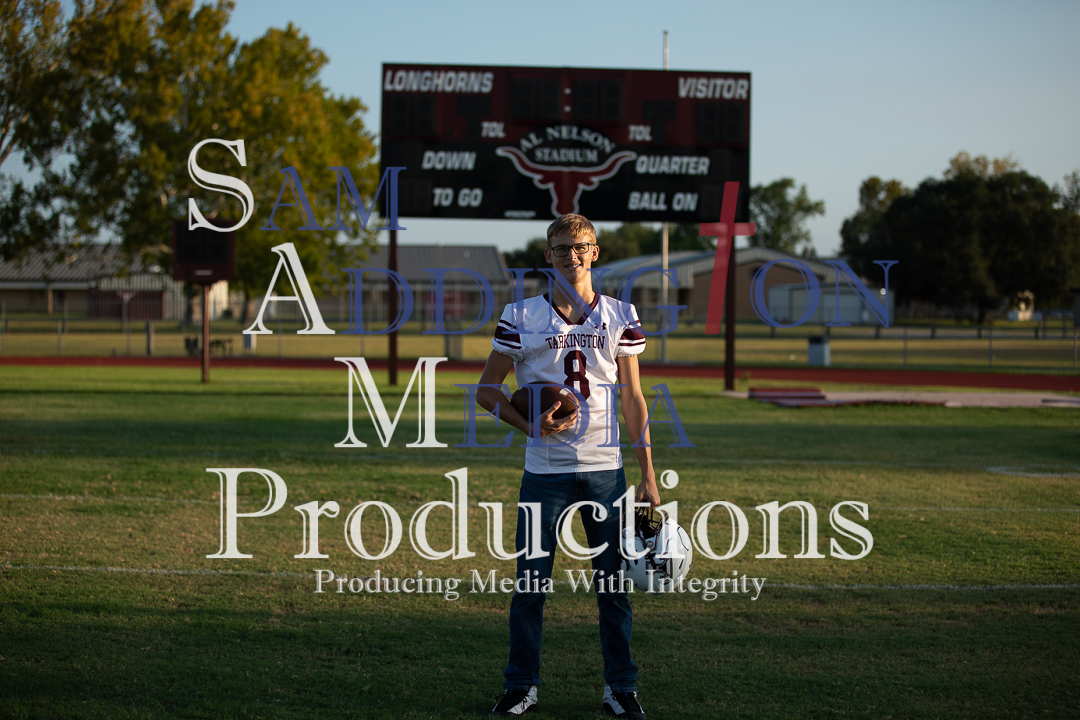 LONGHORNS VISITOR
TOL TOL
AL NELSON
STADIUM
DOWN QUARTER
TO GO BALL ON
SAM
ADDINGTON
MEDIA
Productions
Producing Media With Integrity
TARKINGTON
8